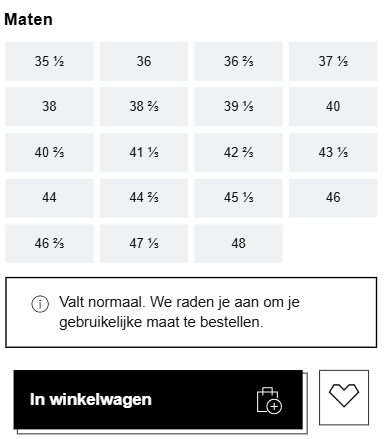 Maten
35 ½ 36 36 ⅔ 37 ⅓
38 38 ⅔ 39 ⅓ 40
40 ⅔ 41 ⅓ 42 ⅔ 43 ⅓
44 44 ⅔ 45 ⅓ 46
46 ⅔ 47 ⅓ 48
Valt normaal. We raden je aan om je
gebruikelijke maat te bestellen.
In winkelwagen